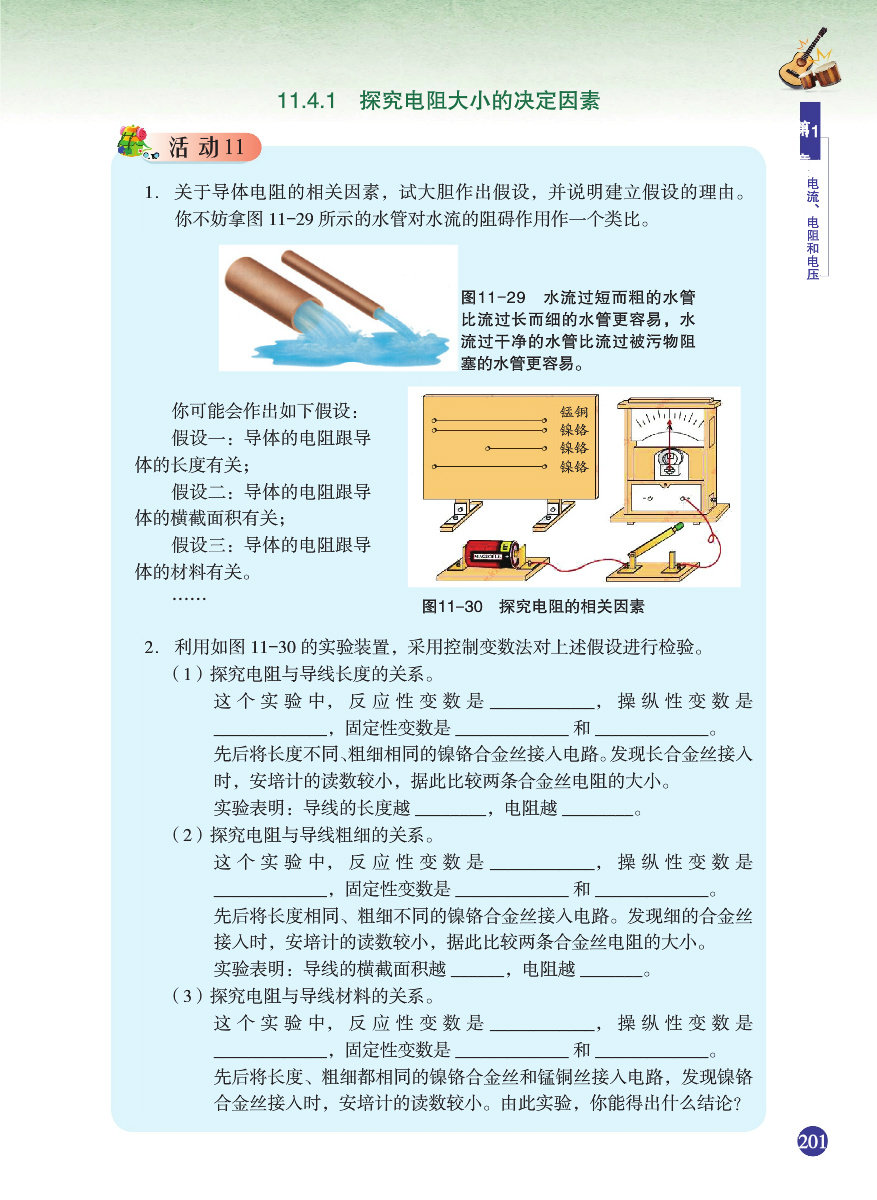 11.4.1 探究电阻大小的决定因素
第1
章
电流、电阻和电压
活动11
1. 关于导体电阻的相关因素，试大胆作出假设，并说明建立假设的理由。
你不妨拿图 11-29 所示的水管对水流的阻碍作用作一个类比。
图11-29 水流过短而粗的水管
比流过长而细的水管更容易，水
流过干净的水管比流过被污物阻
塞的水管更容易。
你可能会作出如下假设：
假设一：导体的电阻跟导
体的长度有关；
假设二：导体的电阻跟导
体的横截面积有关；
假设三：导体的电阻跟导
体的材料有关。
……
锰铜
镍铬
镍铬
镍铬
图11-30 探究电阻的相关因素
2. 利用如图 11-30 的实验装置，采用控制变数法对上述假设进行检验。
（1）探究电阻与导线长度的关系。
这个实验中，反应性变数是 ____________，操纵性变数是
____________，固定性变数是 ____________ 和 ____________。
先后将长度不同、粗细相同的镍铬合金丝接入电路。发现长合金丝接入
时，安培计的读数较小，据此比较两条合金丝电阻的大小。
实验表明：导线的长度越 ________，电阻越 ________。
（2）探究电阻与导线粗细的关系。
这个实验中，反应性变数是 ____________，操纵性变数是
____________，固定性变数是 ____________ 和 ____________。
先后将长度相同、粗细不同的镍铬合金丝接入电路。发现细的合金丝
接入时，安培计的读数较小，据此比较两条合金丝电阻的大小。
实验表明：导线的横截面积越 ______，电阻越 _______。
（3）探究电阻与导线材料的关系。
这个实验中，反应性变数是 ____________，操纵性变数是
____________，固定性变数是 ____________ 和 ____________。
先后将长度、粗细都相同的镍铬合金丝和锰铜丝接入电路，发现镍铬
合金丝接入时，安培计的读数较小。由此实验，你能得出什么结论？
201